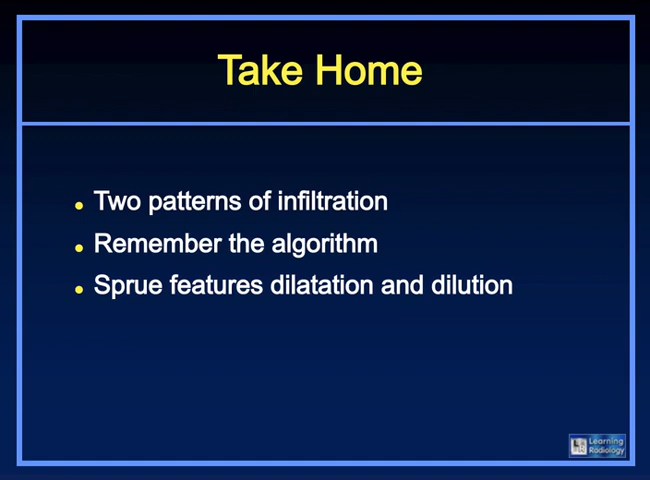 Take Home
Two patterns of infiltration
Remember the algorithm
Sprue features dilatation and dilution
Learning
Radiology